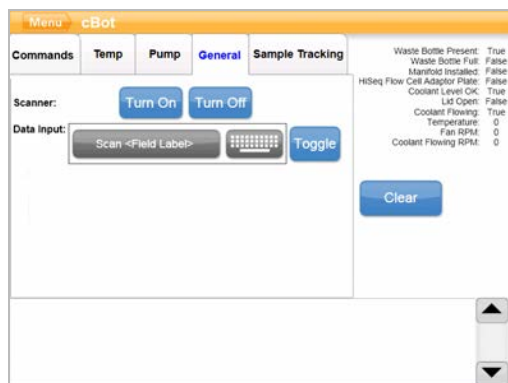 Menu cBot
Commands Temp Pump General Sample Tracking
Scanner: Turn On Turn Off
Data Input: Scan <Field Label> Toggle
Waste Bottle Present: True
Waste Bottle Full: False
Manifold Installed: False
HiSeq Flow Cell Adaptor Plate: False
Coolant Level OK: True
Lid Open: False
Coolant Flowing: True
Temperature: 0
Fan RPM: 0
Coolant Flowing RPM: 0
Clear